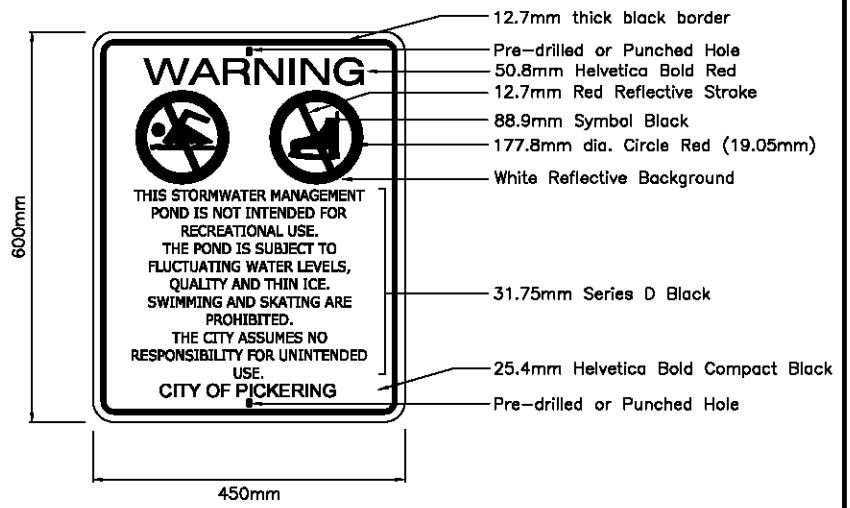 12.7mm thick black border
Pre-drilled or Punched Hole
WARNING
50.8mm Helvetica Bold Red
12.7mm Red Reflective Stroke
88.9mm Symbol Black
177.8mm dia. Circle Red (19.05mm)
White Reflective Background
THIS STORMWATER MANAGEMENT
POND IS NOT INTENDED FOR
RECREATIONAL USE.
THE POND IS SUBJECT TO
FLUCTUATING WATER LEVELS,
QUALITY AND THIN ICE.
SWIMMING AND SKATING ARE
PROHIBITED.
THE CITY ASSUMES NO
RESPONSIBILITY FOR UNINTENDED
USE.
31.75mm Series D Black
CITY OF PICKERING
25.4mm Helvetica Bold Compact Black
Pre-drilled or Punched Hole
600mm
450mm